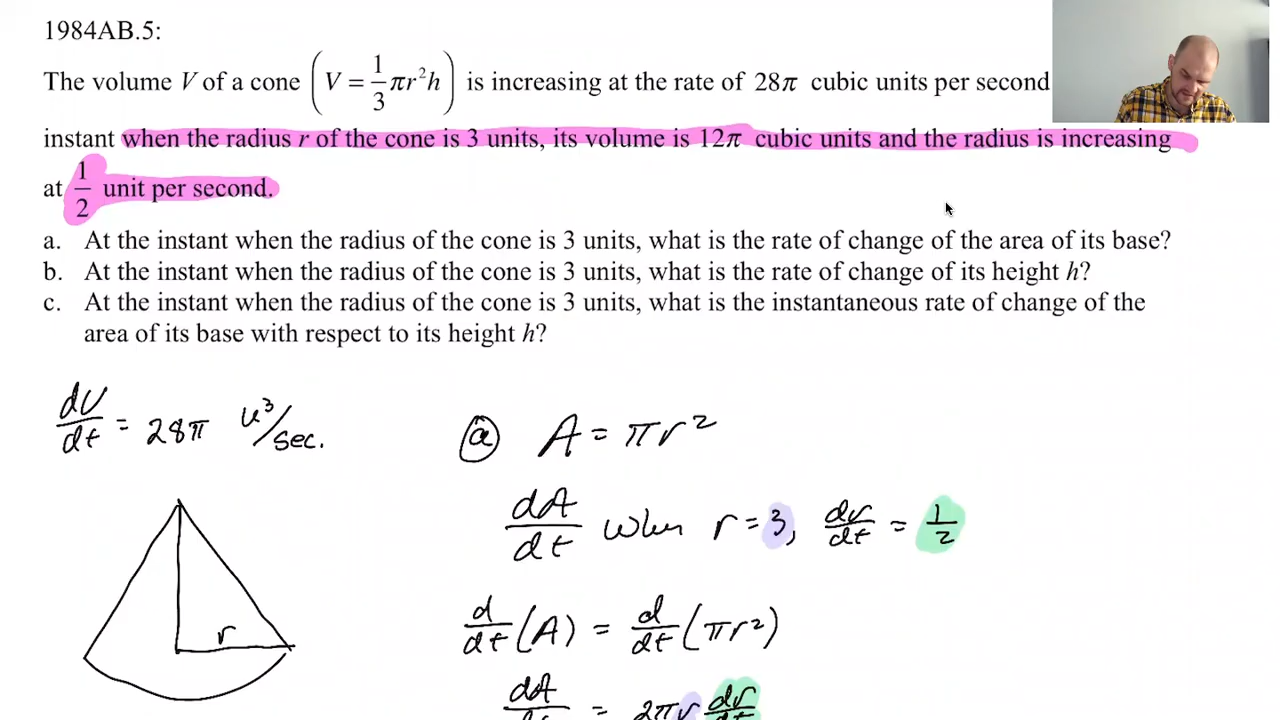 1984AB.5:
The volume V of a cone (V = 1/3 πr²h) is increasing at the rate of 28π cubic units per second
instant when the radius r of the cone is 3 units, its volume is 12π cubic units and the radius is increasing
at 1/2 unit per second.
a. At the instant when the radius of the cone is 3 units, what is the rate of change of the area of its base?
b. At the instant when the radius of the cone is 3 units, what is the rate of change of its height h?
c. At the instant when the radius of the cone is 3 units, what is the instantaneous rate of change of the
area of its base with respect to its height h?
dV/dt = 28π u³/sec.
r
ⓐ A = πr²
dA/dt when r = 3, dr/dt = 1/2
d/dt (A) = d/dt (πr²)
dA/dt = 2πr dr/dt